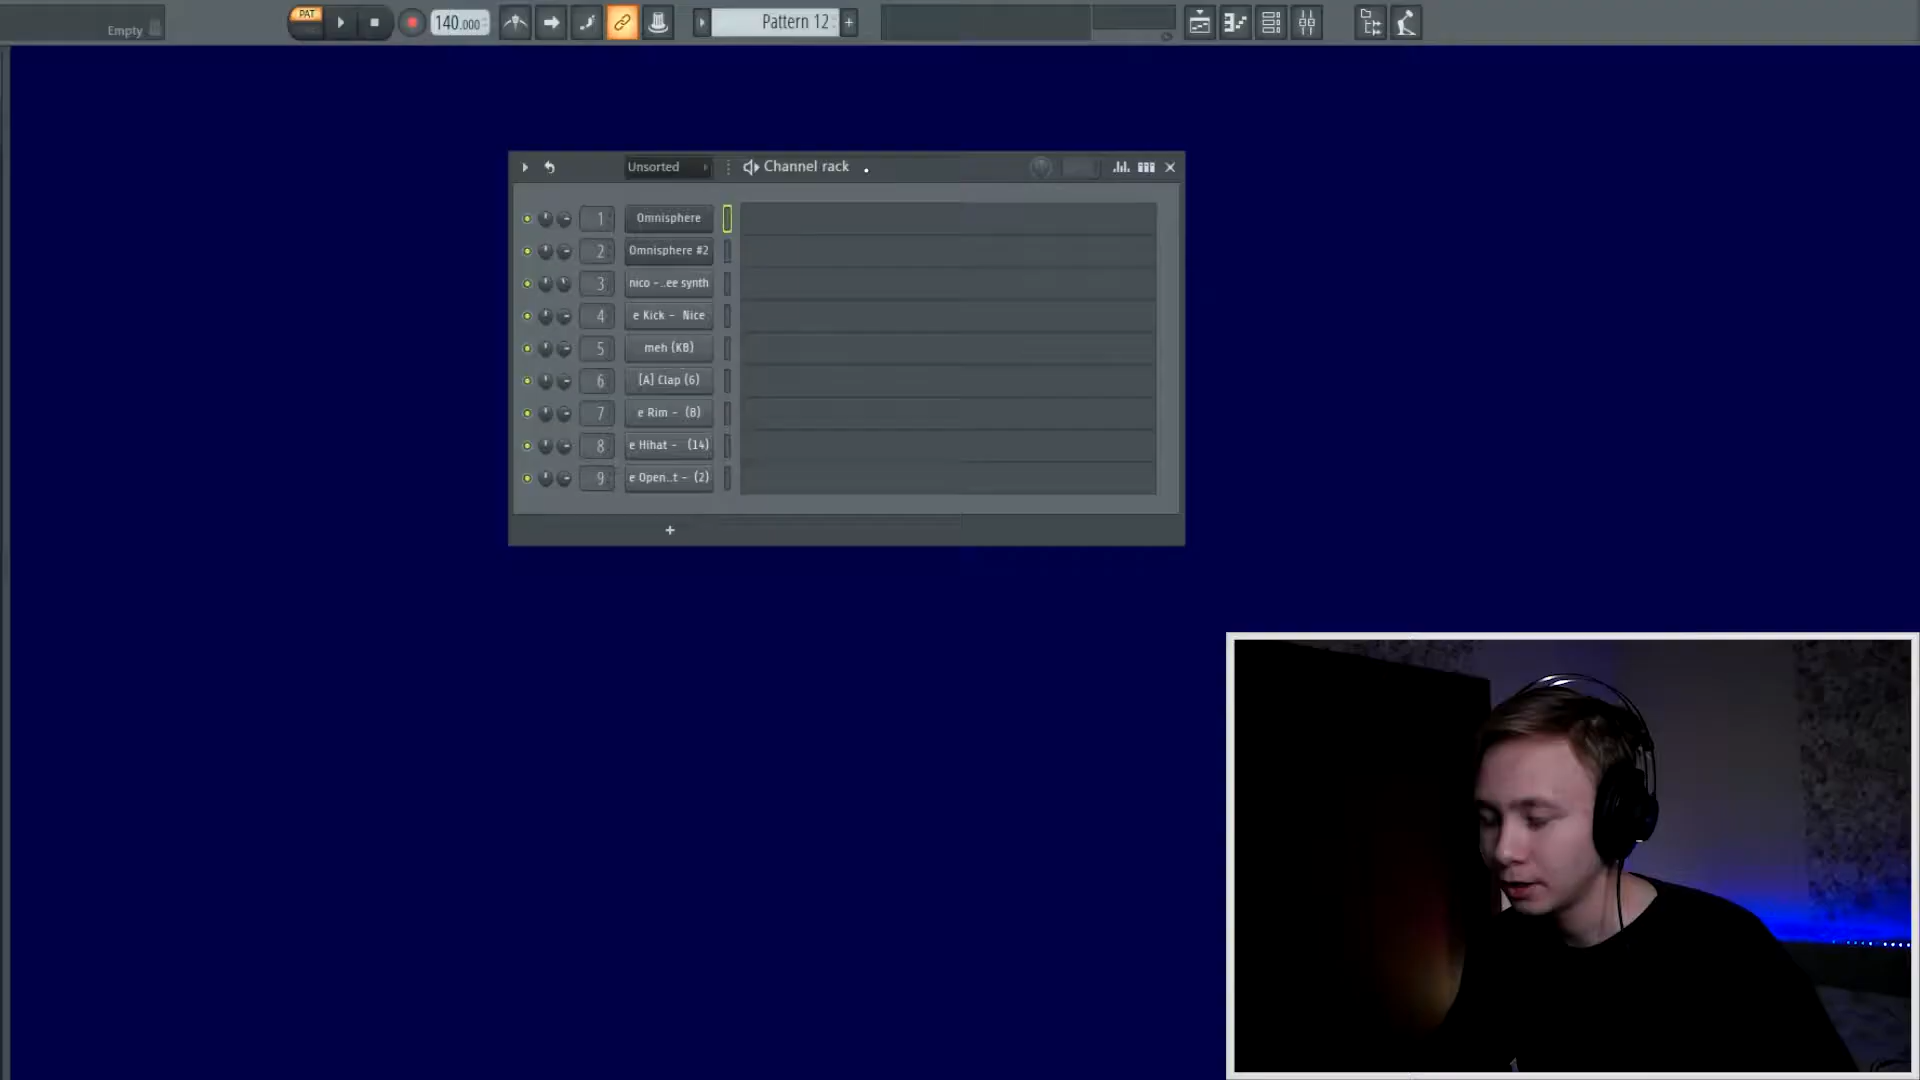 Empty
PAT
140.000
Pattern 12
+
Unsorted
Channel rack
1 Omnisphere
2 Omnisphere #2
3 nico -..ee synth
4 e Kick - Nice
5 meh (KB)
6 [A] Clap (6)
7 e Rim - (8)
8 e Hihat - (14)
9 e Open..t - (2)
+